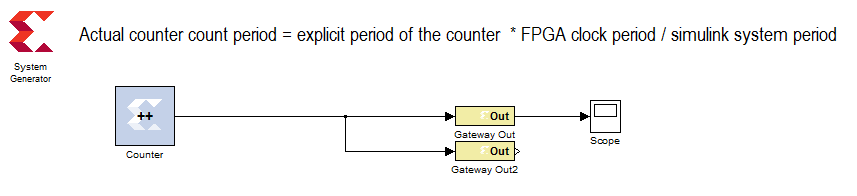 Actual counter count period = explicit period of the counter * FPGA clock period / simulink system period
System
Generator
++
Counter
Out
Gateway Out
Out
Gateway Out2
Scope